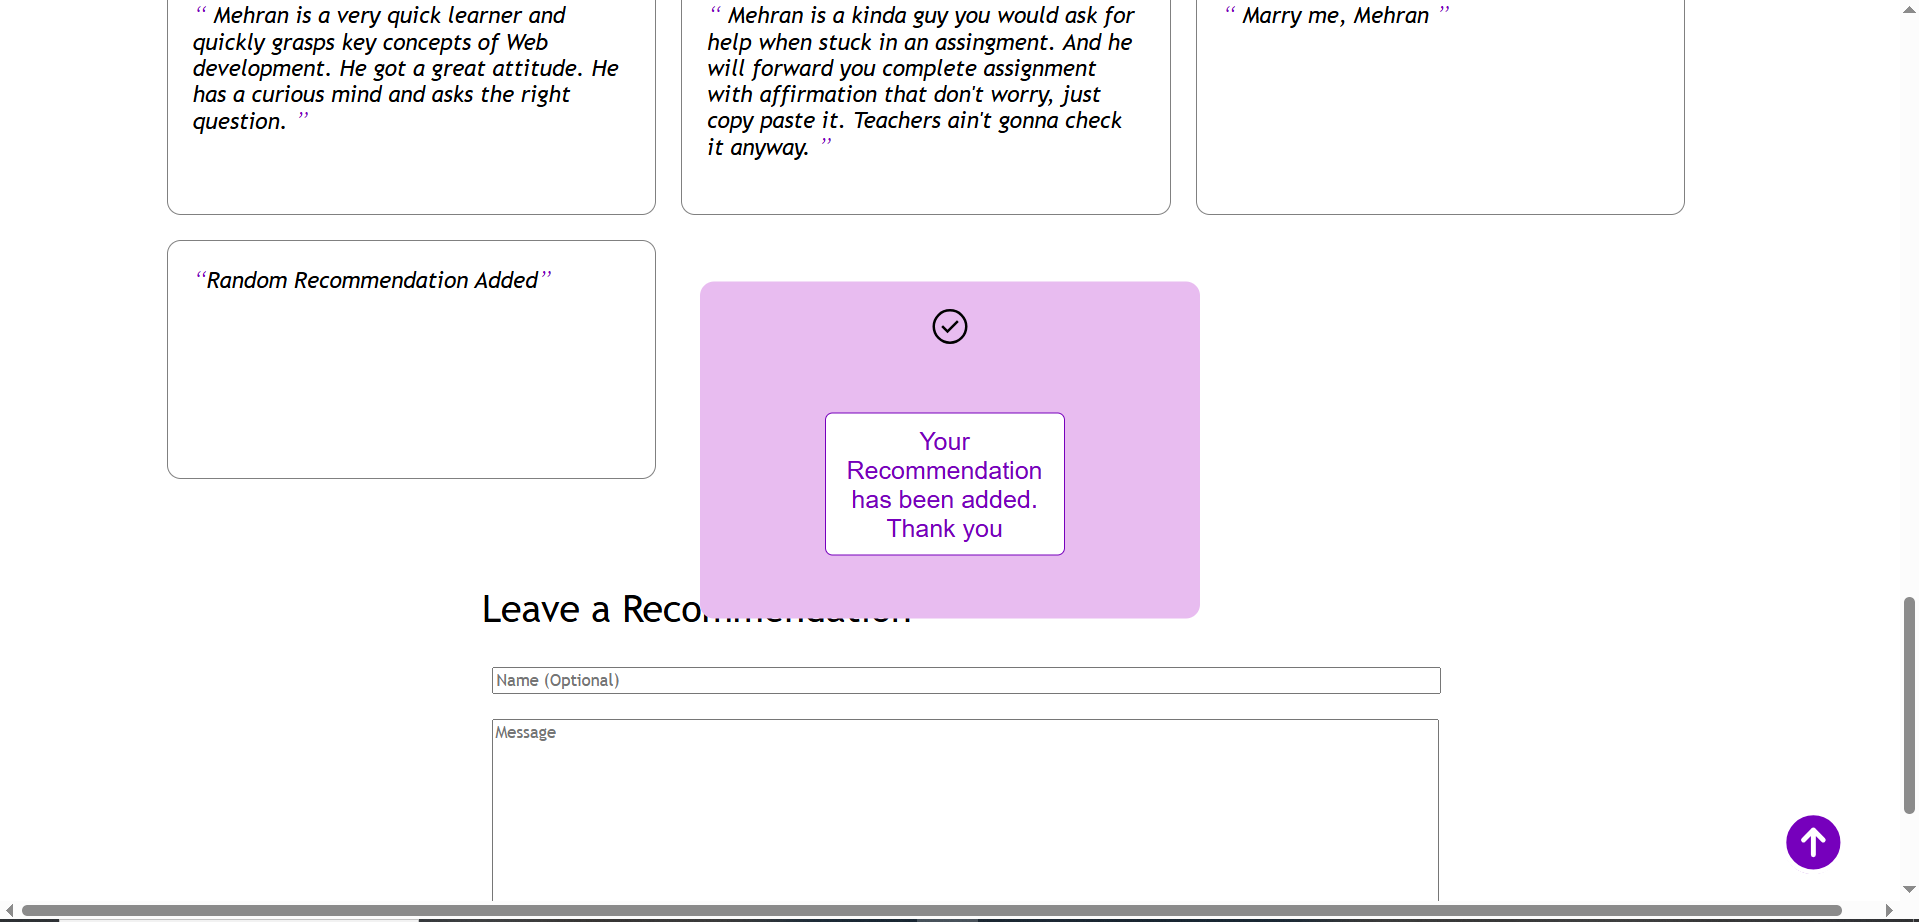 “ Mehran is a very quick learner and
quickly grasps key concepts of Web
development. He got a great attitude. He
has a curious mind and asks the right
question. ”
“ Mehran is a kinda guy you would ask for
help when stuck in an assingment. And he
will forward you complete assignment
with affirmation that don't worry, just
copy paste it. Teachers ain't gonna check
it anyway. ”
“ Marry me, Mehran ”
“Random Recommendation Added”
Your
Recommendation
has been added.
Thank you
Leave a Recommendation
Name (Optional)
Message